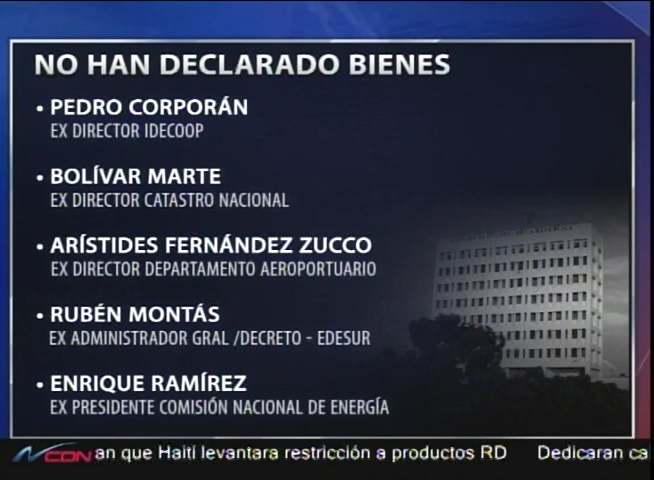 NO HAN DECLARADO BIENES
• PEDRO CORPORÁN
EX DIRECTOR IDECOOP
• BOLÍVAR MARTE
EX DIRECTOR CATASTRO NACIONAL
• ARÍSTIDES FERNÁNDEZ ZUCCO
EX DIRECTOR DEPARTAMENTO AEROPORTUARIO
• RUBÉN MONTÁS
EX ADMINISTRADOR GRAL /DECRETO - EDESUR
• ENRIQUE RAMÍREZ
EX PRESIDENTE COMISIÓN NACIONAL DE ENERGÍA
CDN an que Haití levantara restricción a productos RD Dedicaran ca